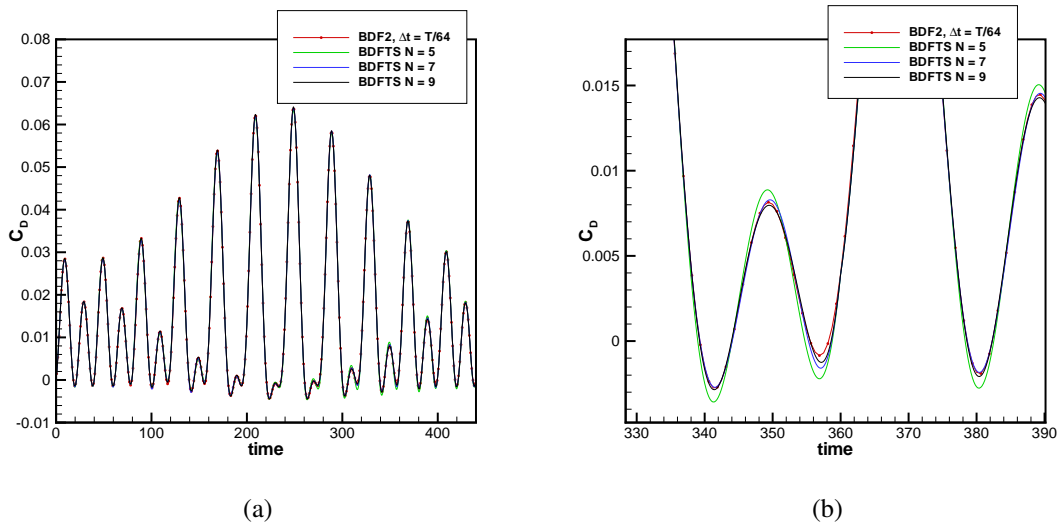 BDF2, Δt = T/64
BDFTS N = 5
BDFTS N = 7
BDFTS N = 9
C_D
0.08
0.07
0.06
0.05
0.04
0.03
0.02
0.01
0
-0.01
0 100 200 300 400
time
(a)
BDF2, Δt = T/64
BDFTS N = 5
BDFTS N = 7
BDFTS N = 9
C_D
0.015
0.01
0.005
0
330 340 350 360 370 380 390
time
(b)